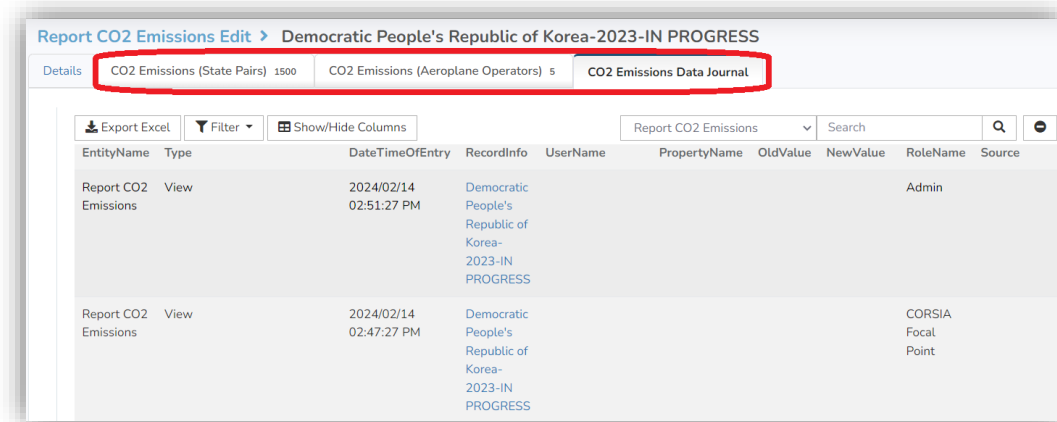 Report CO2 Emissions Edit > Democratic People's Republic of Korea-2023-IN PROGRESS
Details CO2 Emissions (State Pairs) 1500 CO2 Emissions (Aeroplane Operators) 5 CO2 Emissions Data Journal
Export Excel Filter Show/Hide Columns Report CO2 Emissions Search
EntityName Type DateTimeOfEntry RecordInfo UserName PropertyName OldValue NewValue RoleName Source
Report CO2 View 2024/02/14 Democratic Admin
Emissions 02:51:27 PM People's
Republic of
Korea-
2023-IN
PROGRESS
Report CO2 View 2024/02/14 Democratic CORSIA
Emissions 02:47:27 PM People's Focal
Republic of Point
Korea-
2023-IN
PROGRESS